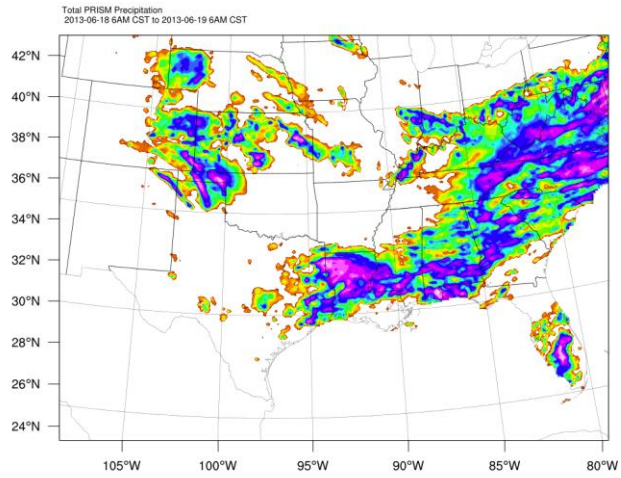 Total PRISM Precipitation
2013-06-18 6AM CST to 2013-06-19 6AM CST
42°N
40°N
38°N
36°N
34°N
32°N
30°N
28°N
26°N
24°N
105°W
100°W
95°W
90°W
85°W
80°W